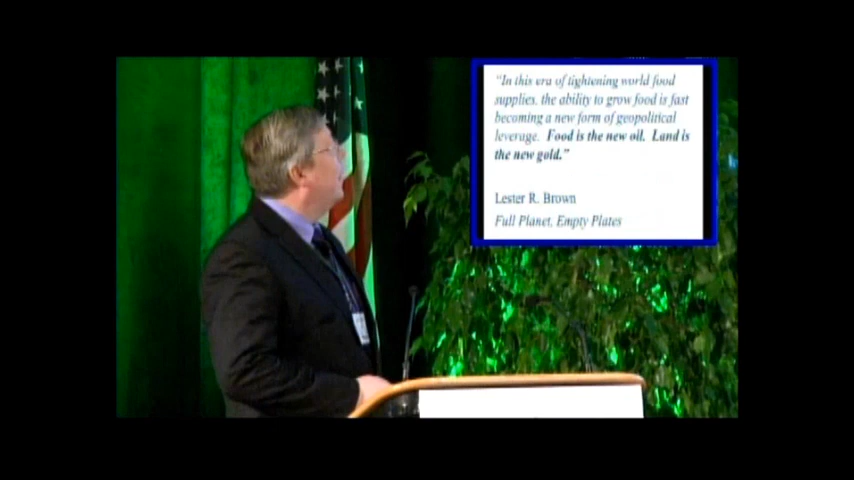 "In this era of tightening world food
supplies, the ability to grow food is fast
becoming a new form of geopolitical
leverage. Food is the new oil. Land is
the new gold."
Lester R. Brown
Full Planet, Empty Plates